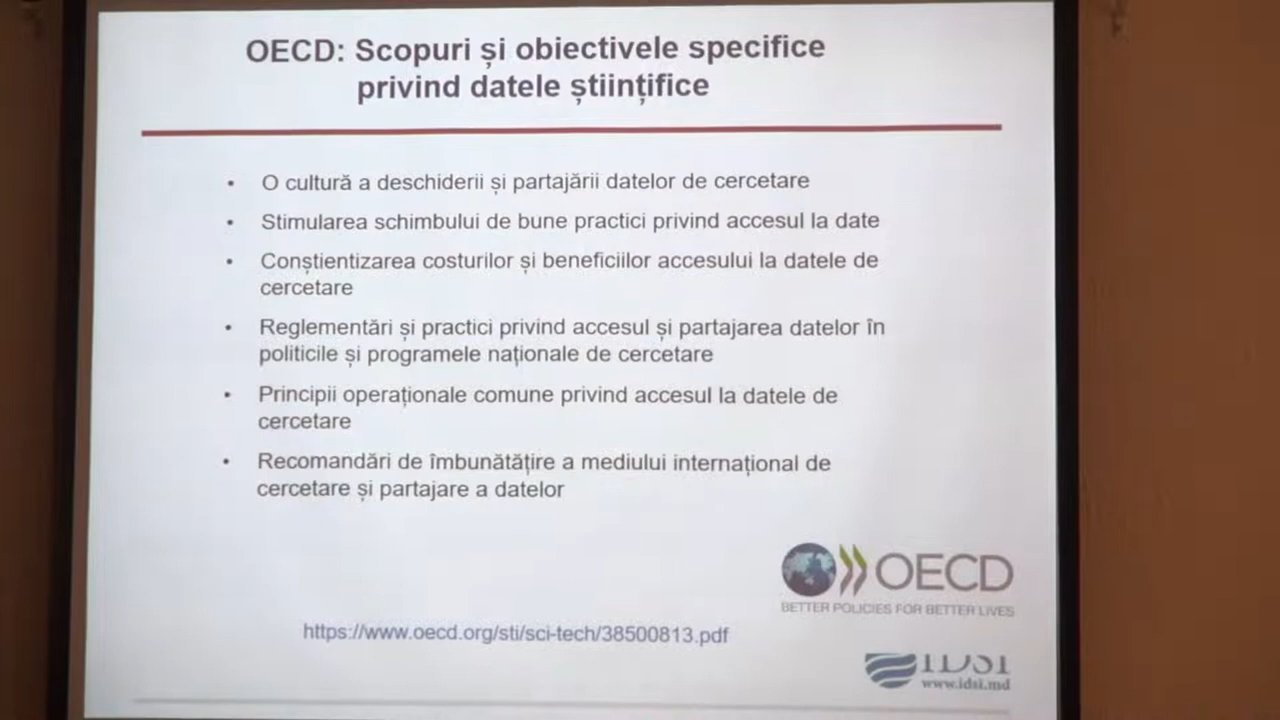 OECD: Scopuri și obiectivele specifice
privind datele științifice
• O cultură a deschiderii și partajării datelor de cercetare
• Stimularea schimbului de bune practici privind accesul la date
• Conștientizarea costurilor și beneficiilor accesului la datele de
cercetare
• Reglementări și practici privind accesul și partajarea datelor în
politicile și programele naționale de cercetare
• Principii operaționale comune privind accesul la datele de
cercetare
• Recomandări de îmbunătățire a mediului internațional de
cercetare și partajare a datelor
OECD
BETTER POLICIES FOR BETTER LIVES
https://www.oecd.org/sti/sci-tech/38500813.pdf
IDSI
www.idsi.md